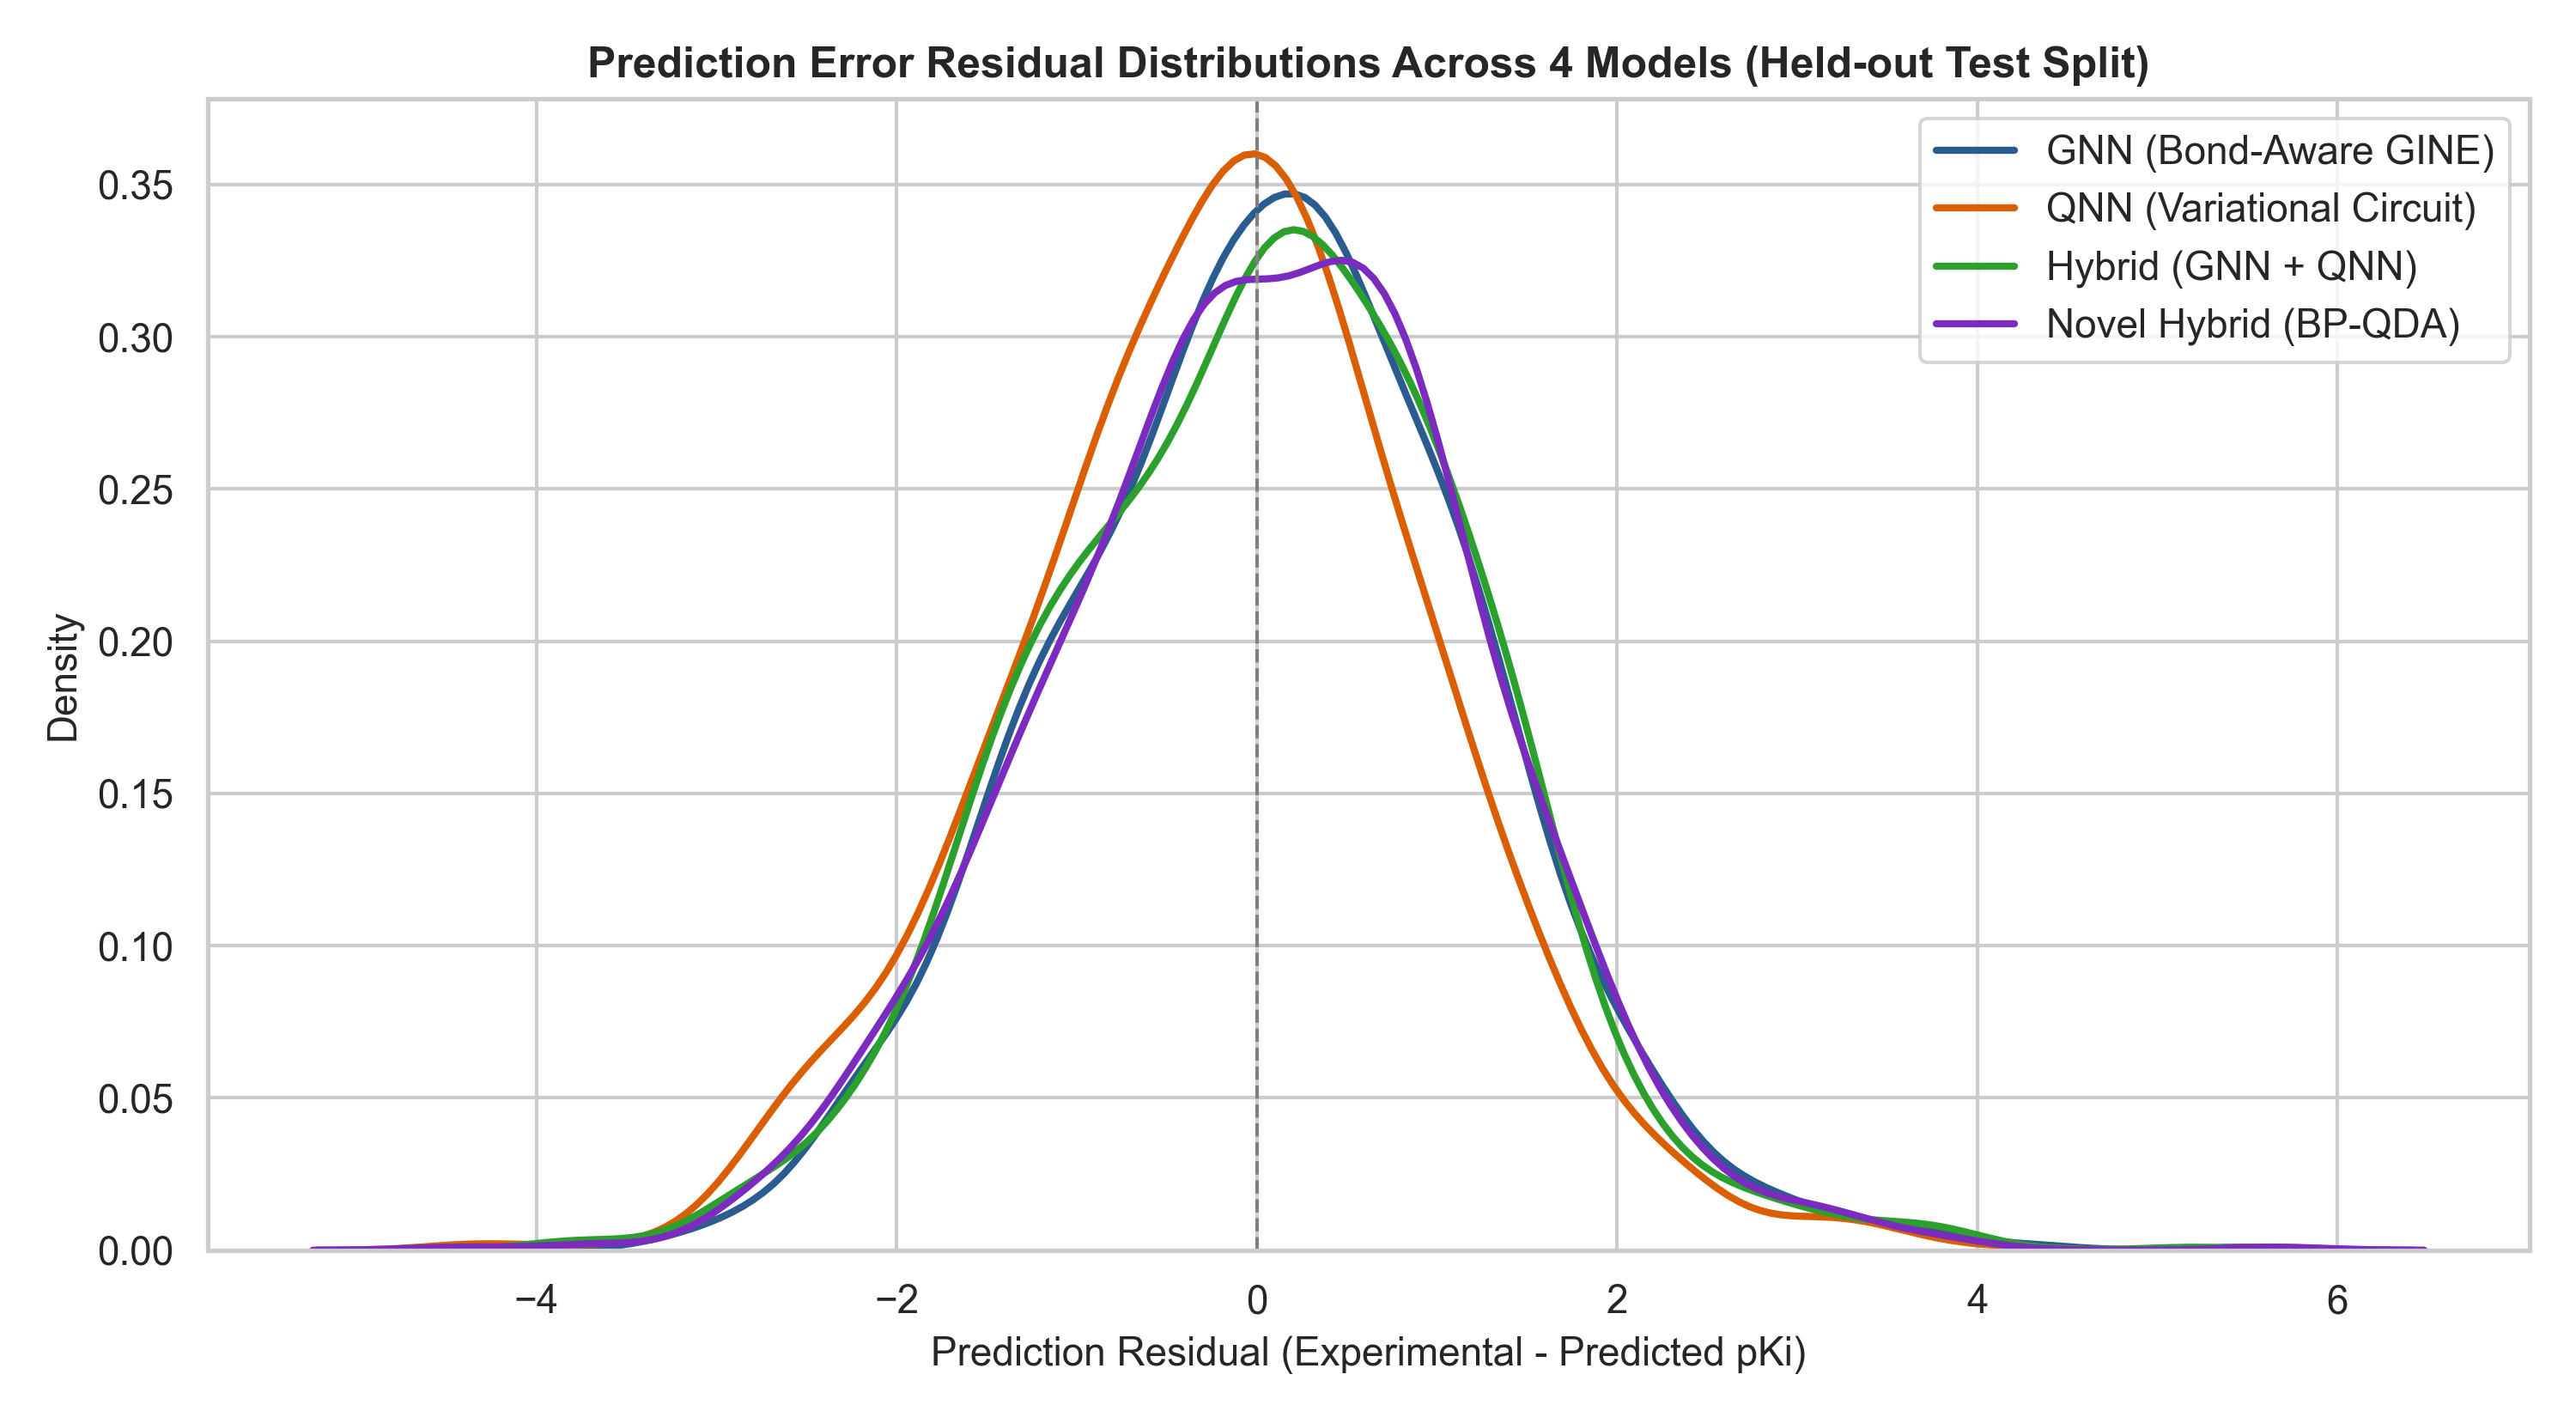 Prediction Error Residual Distributions Across 4 Models (Held-out Test Split)
GNN (Bond-Aware GINE)
QNN (Variational Circuit)
Hybrid (GNN + QNN)
Novel Hybrid (BP-QDA)
Density
0.35
0.30
0.25
0.20
0.15
0.10
0.05
0.00
−4
−2
0
2
4
6
Prediction Residual (Experimental - Predicted pKi)